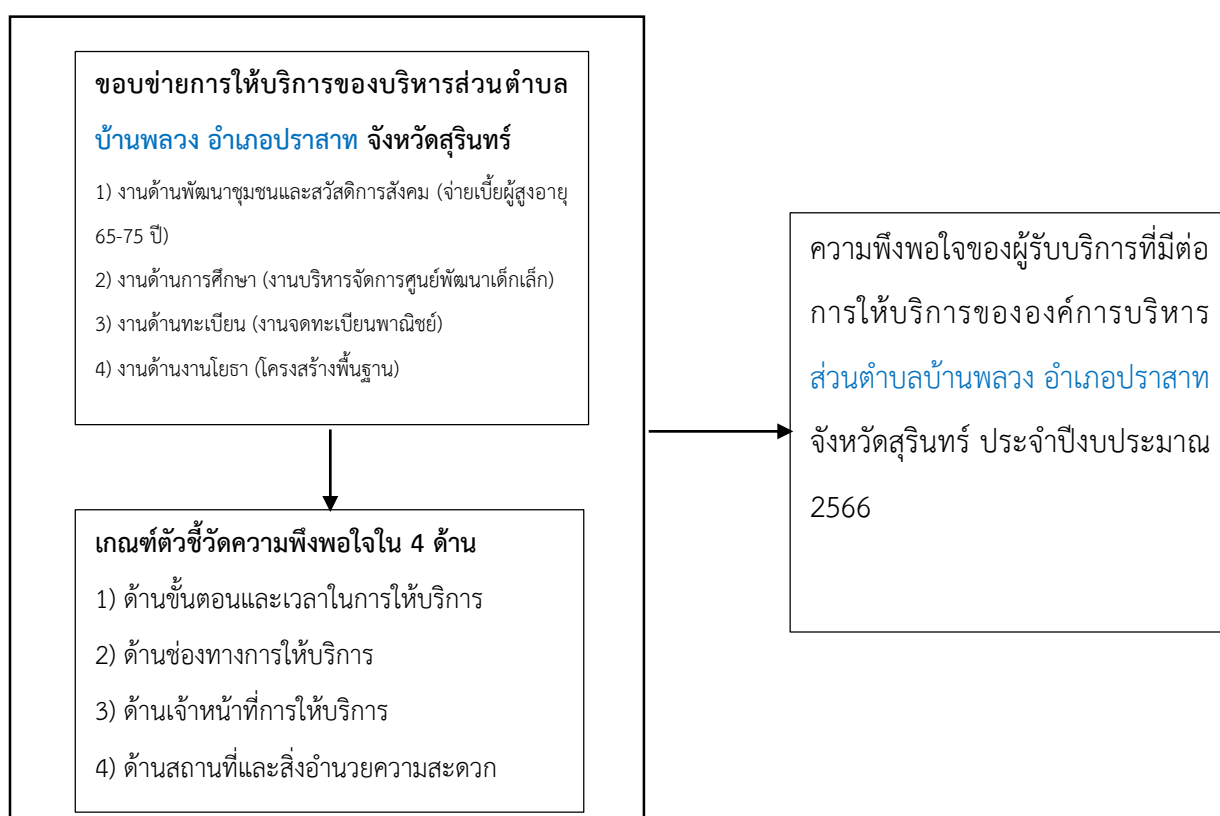 ขอบข่ายการให้บริการของบริหารส่วนตำบล
บ้านพลวง อำเภอปราสาท จังหวัดสุรินทร์
1) งานด้านพัฒนาชุมชนและสวัสดิการสังคม (จ่ายเบี้ยผู้สูงอายุ
65-75 ปี)
2) งานด้านการศึกษา (งานบริหารจัดการศูนย์พัฒนาเด็กเล็ก)
3) งานด้านทะเบียน (งานจดทะเบียนพาณิชย์)
4) งานด้านงานโยธา (โครงสร้างพื้นฐาน)
เกณฑ์ตัวชี้วัดความพึงพอใจใน 4 ด้าน
1) ด้านขั้นตอนและเวลาในการให้บริการ
2) ด้านช่องทางการให้บริการ
3) ด้านเจ้าหน้าที่การให้บริการ
4) ด้านสถานที่และสิ่งอำนวยความสะดวก
ความพึงพอใจของผู้รับบริการที่มีต่อ
การให้บริการขององค์การบริหาร
ส่วนตำบลบ้านพลวง อำเภอปราสาท
จังหวัดสุรินทร์ ประจำปีงบประมาณ
2566